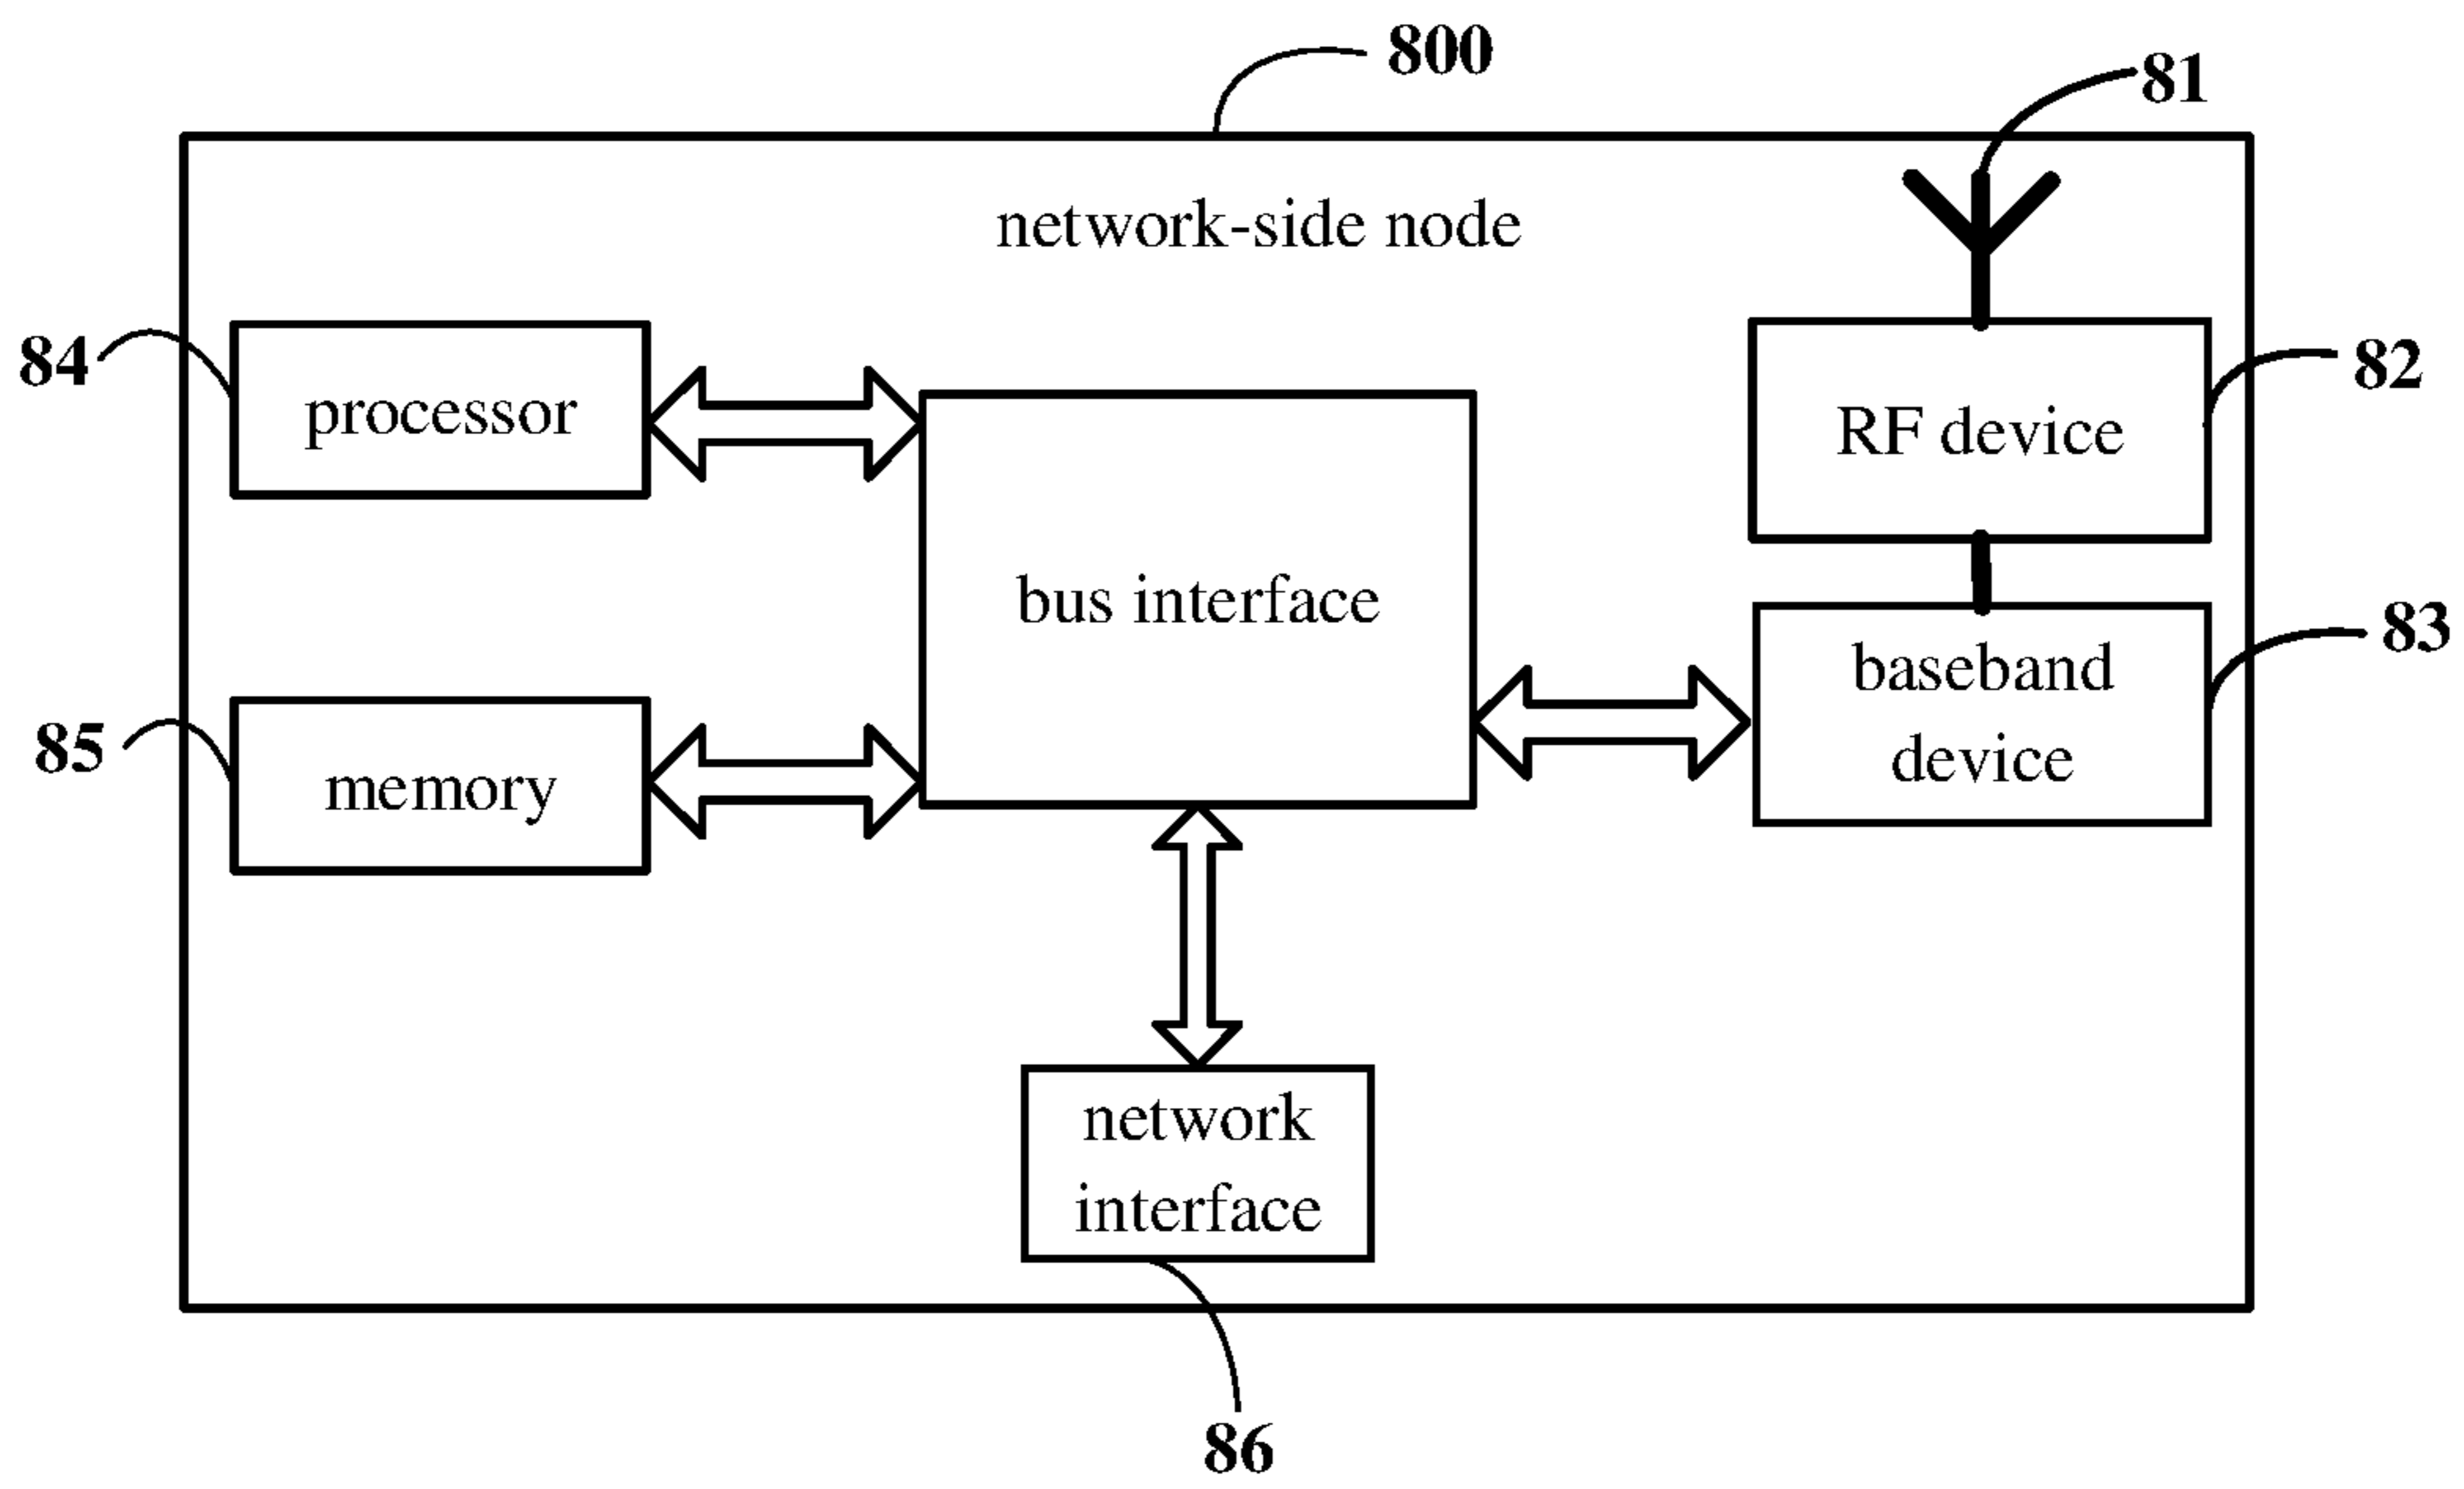 800
81
network-side node
84
processor
82
RF device
bus interface
83
baseband
device
85
memory
network
interface
86